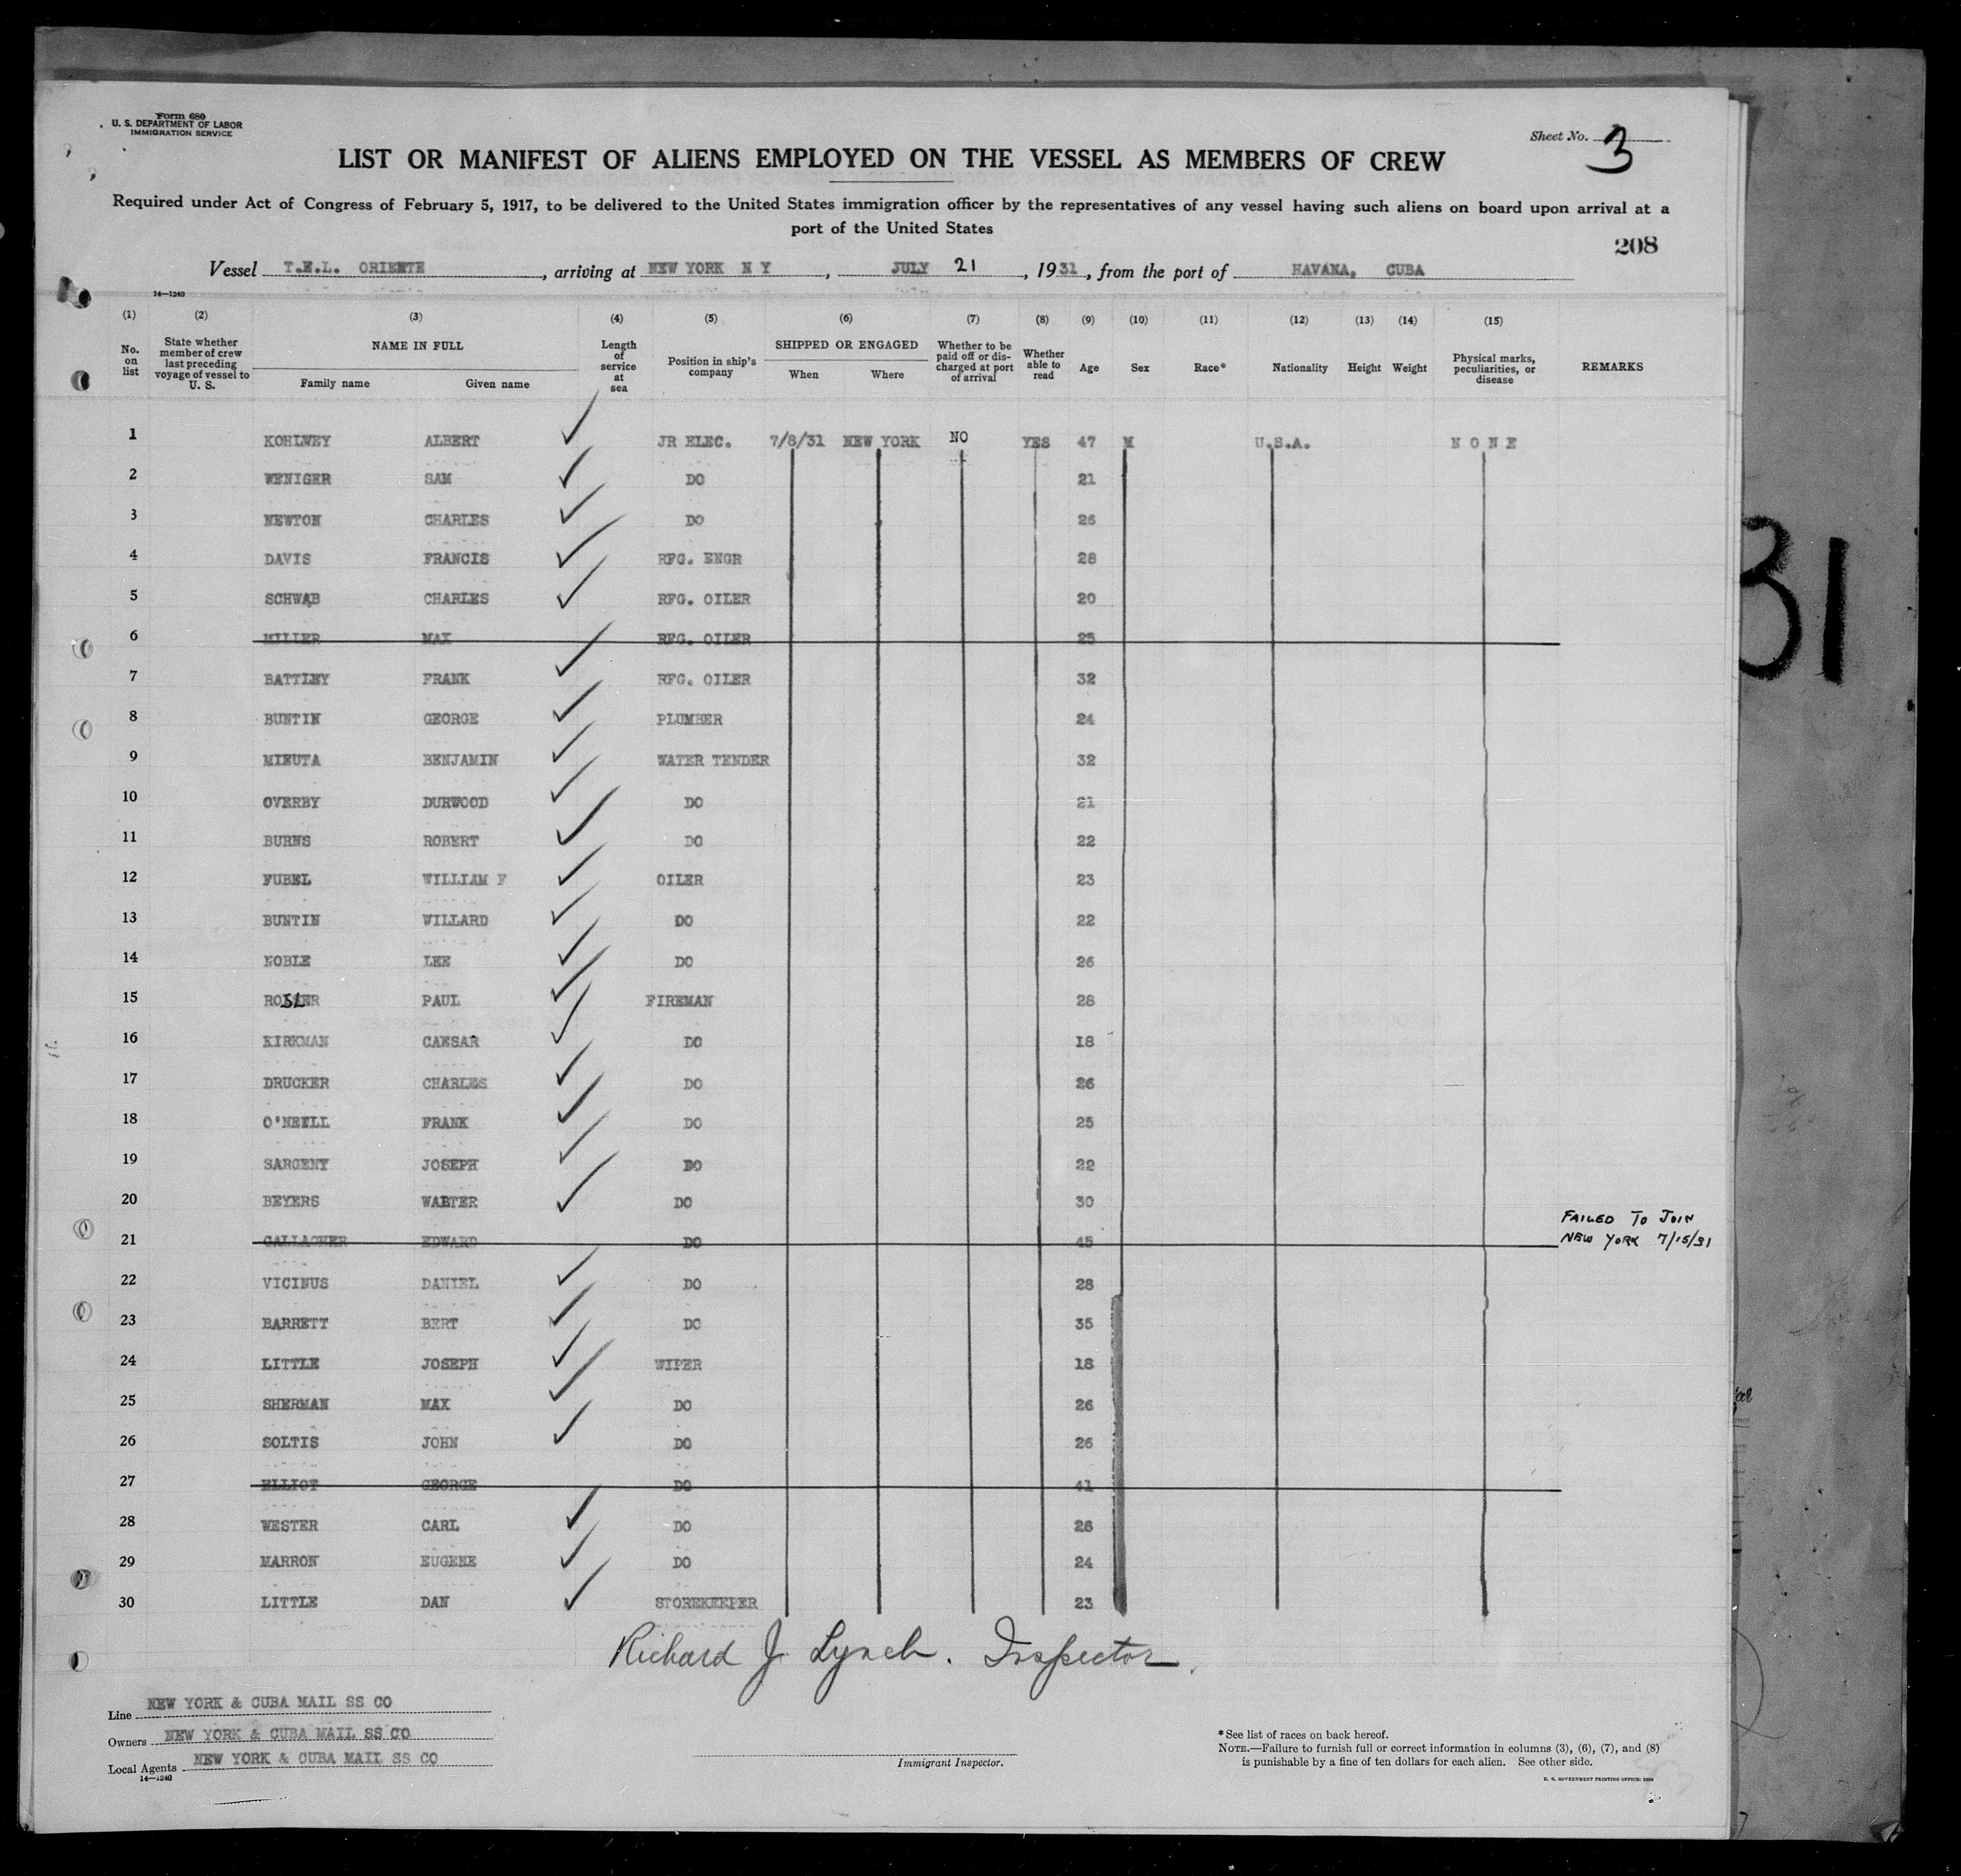 Form 680
U. S. DEPARTMENT OF LABOR
IMMIGRATION SERVICE
Sheet No. 3
LIST OR MANIFEST OF ALIENS EMPLOYED ON THE VESSEL AS MEMBERS OF CREW
Required under Act of Congress of February 5, 1917, to be delivered to the United States immigration officer by the representatives of any vessel having such aliens on board upon arrival at a
port of the United States
208
Vessel T.E.L. ORIENTE, arriving at NEW YORK N Y, JULY 21, 1931, from the port of HAVANA, CUBA
14—1240
(1) (2) (3) (4) (5) (6) (7) (8) (9) (10) (11) (12) (13) (14) (15)
No. on list State whether member of crew last preceding voyage of vessel to U. S. NAME IN FULL Family name Given name Length of service at sea Position in ship's company SHIPPED OR ENGAGED When Where Whether to be paid off or discharged at port of arrival Whether able to read Age Sex Race* Nationality Height Weight Physical marks, peculiarities, or disease REMARKS
1 KOHLWEY ALBERT JR ELEC. 7/8/31 NEW YORK NO YES 47 M U.S.A. NONE
2 WENIGER SAM DO 21
3 NEWTON CHARLES DO 26
4 DAVIS FRANCIS RFG. ENGR 28
5 SCHWAB CHARLES RFG. OILER 20
6 MILLER MAX RFG. OILER 25
7 BATTLEY FRANK RFG. OILER 32
8 BUNTIN GEORGE PLUMBER 24
9 MIEUTA BENJAMIN WATER TENDER 32
10 OVERBY DURWOOD DO 21
11 BURNS ROBERT DO 22
12 FUBEL WILLIAM F OILER 23
13 BUNTIN WILLARD DO 22
14 NOBLE LEE DO 26
15 ROSLER PAUL FIREMAN 28
16 KIRKMAN CAESAR DO 18
17 DRUCKER CHARLES DO 26
18 O'NEILL FRANK DO 25
19 SARGENT JOSEPH DO 22
20 BEYERS WALTER DO 30
21 GALLAGHER EDWARD DO 45 FAILED TO JOIN NEW YORK 7/15/31
22 VICINUS DANIEL DO 28
23 BARRETT BERT DO 35
24 LITTLE JOSEPH WIPER 18
25 SHERMAN MAX DO 26
26 SOLTIS JOHN DO 26
27 ELLIOT GEORGE DO 41
28 WESTER CARL DO 26
29 MARRON EUGENE DO 24
30 LITTLE DAN STOREKEEPER 23
Richard J. Lynch. Inspector.
Line NEW YORK & CUBA MAIL SS CO
Owners NEW YORK & CUBA MAIL SS CO
Local Agents NEW YORK & CUBA MAIL SS CO
14—1240
Immigrant Inspector.
*See list of races on back hereof.
NOTE.—Failure to furnish full or correct information in columns (3), (6), (7), and (8)
is punishable by a fine of ten dollars for each alien. See other side.
31